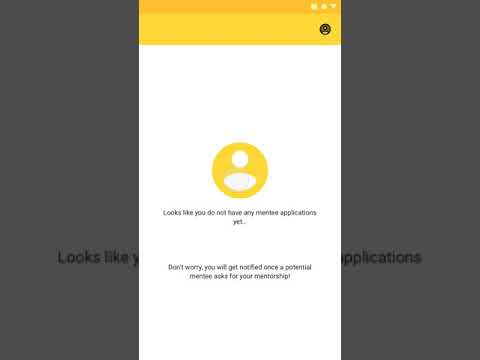 Looks like you do not have any mentee applications
yet...
Don't worry, you will get notified once a potential
mentee asks for your mentorship!
Looks like y
applications